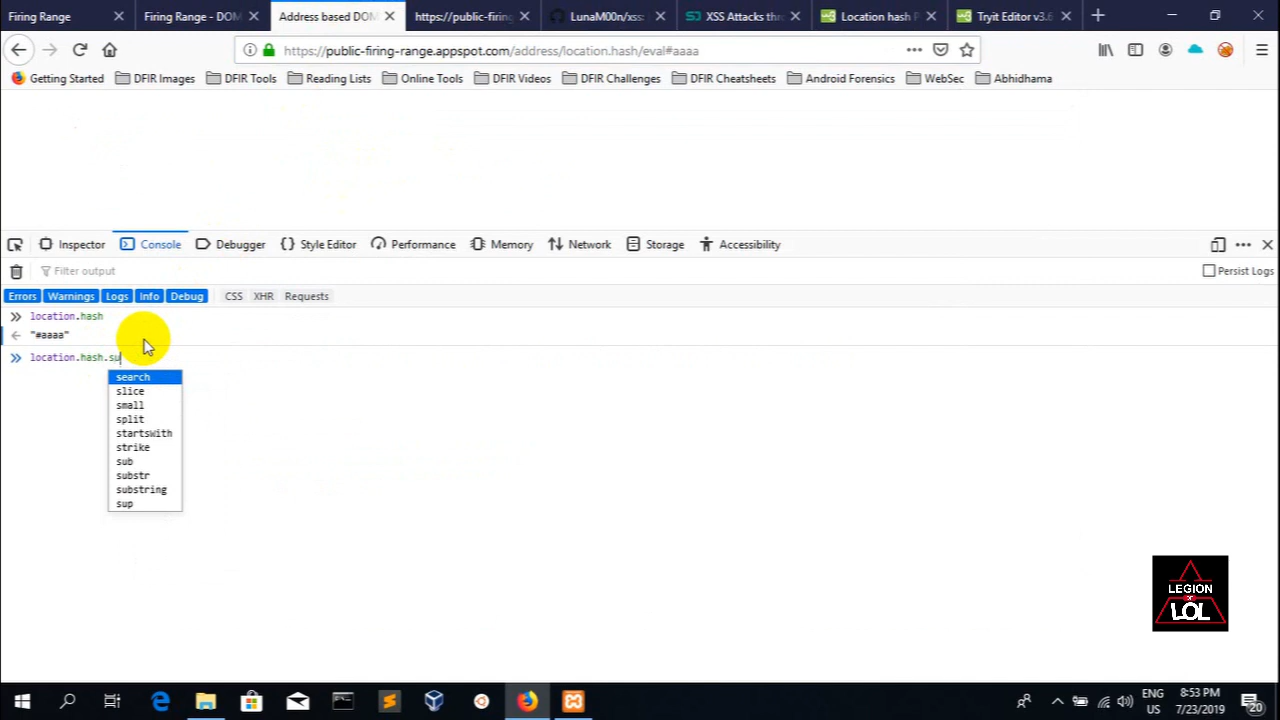 Firing Range
Firing Range - DOM
Address based DOM
https://public-firing
LunaM00n/xss
XSS Attacks thr
Location hash P
Tryit Editor v3.6
https://public-firing-range.appspot.com/address/location.hash/eval#aaaa
Getting Started
DFIR Images
DFIR Tools
Reading Lists
Online Tools
DFIR Videos
DFIR Challenges
DFIR Cheatsheets
Android Forensics
WebSec
Abhidhama
Inspector
Console
Debugger
{} Style Editor
Performance
Memory
Network
Storage
Accessibility
Filter output
Persist Logs
Errors
Warnings
Logs
Info
Debug
CSS
XHR
Requests
location.hash
"#aaaa"
location.hash.su
search
slice
small
split
startsWith
strike
sub
substr
substring
sup
LEGION
OF
LOL
ENG
US
8:53 PM
7/23/2019
20